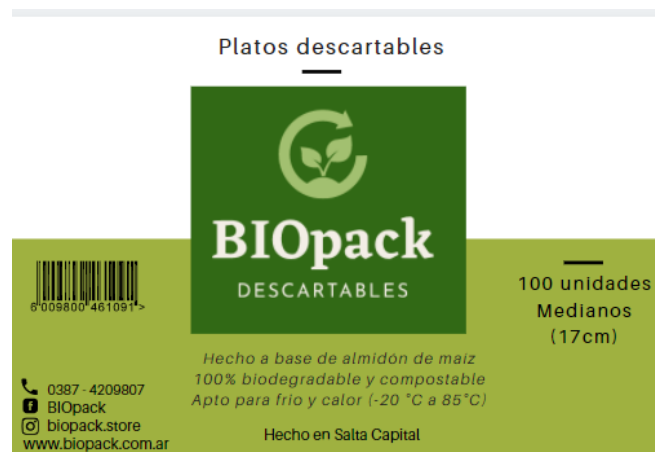 Platos descartables
BIOpack
DESCARTABLES
6 009800 461091 >
100 unidades
Medianos
(17cm)
Hecho a base de almidón de maiz
100% biodegradable y compostable
Apto para frio y calor (-20 °C a 85°C)
Hecho en Salta Capital
0387 - 4209807
BIOpack
biopack.store
www.biopack.com.ar